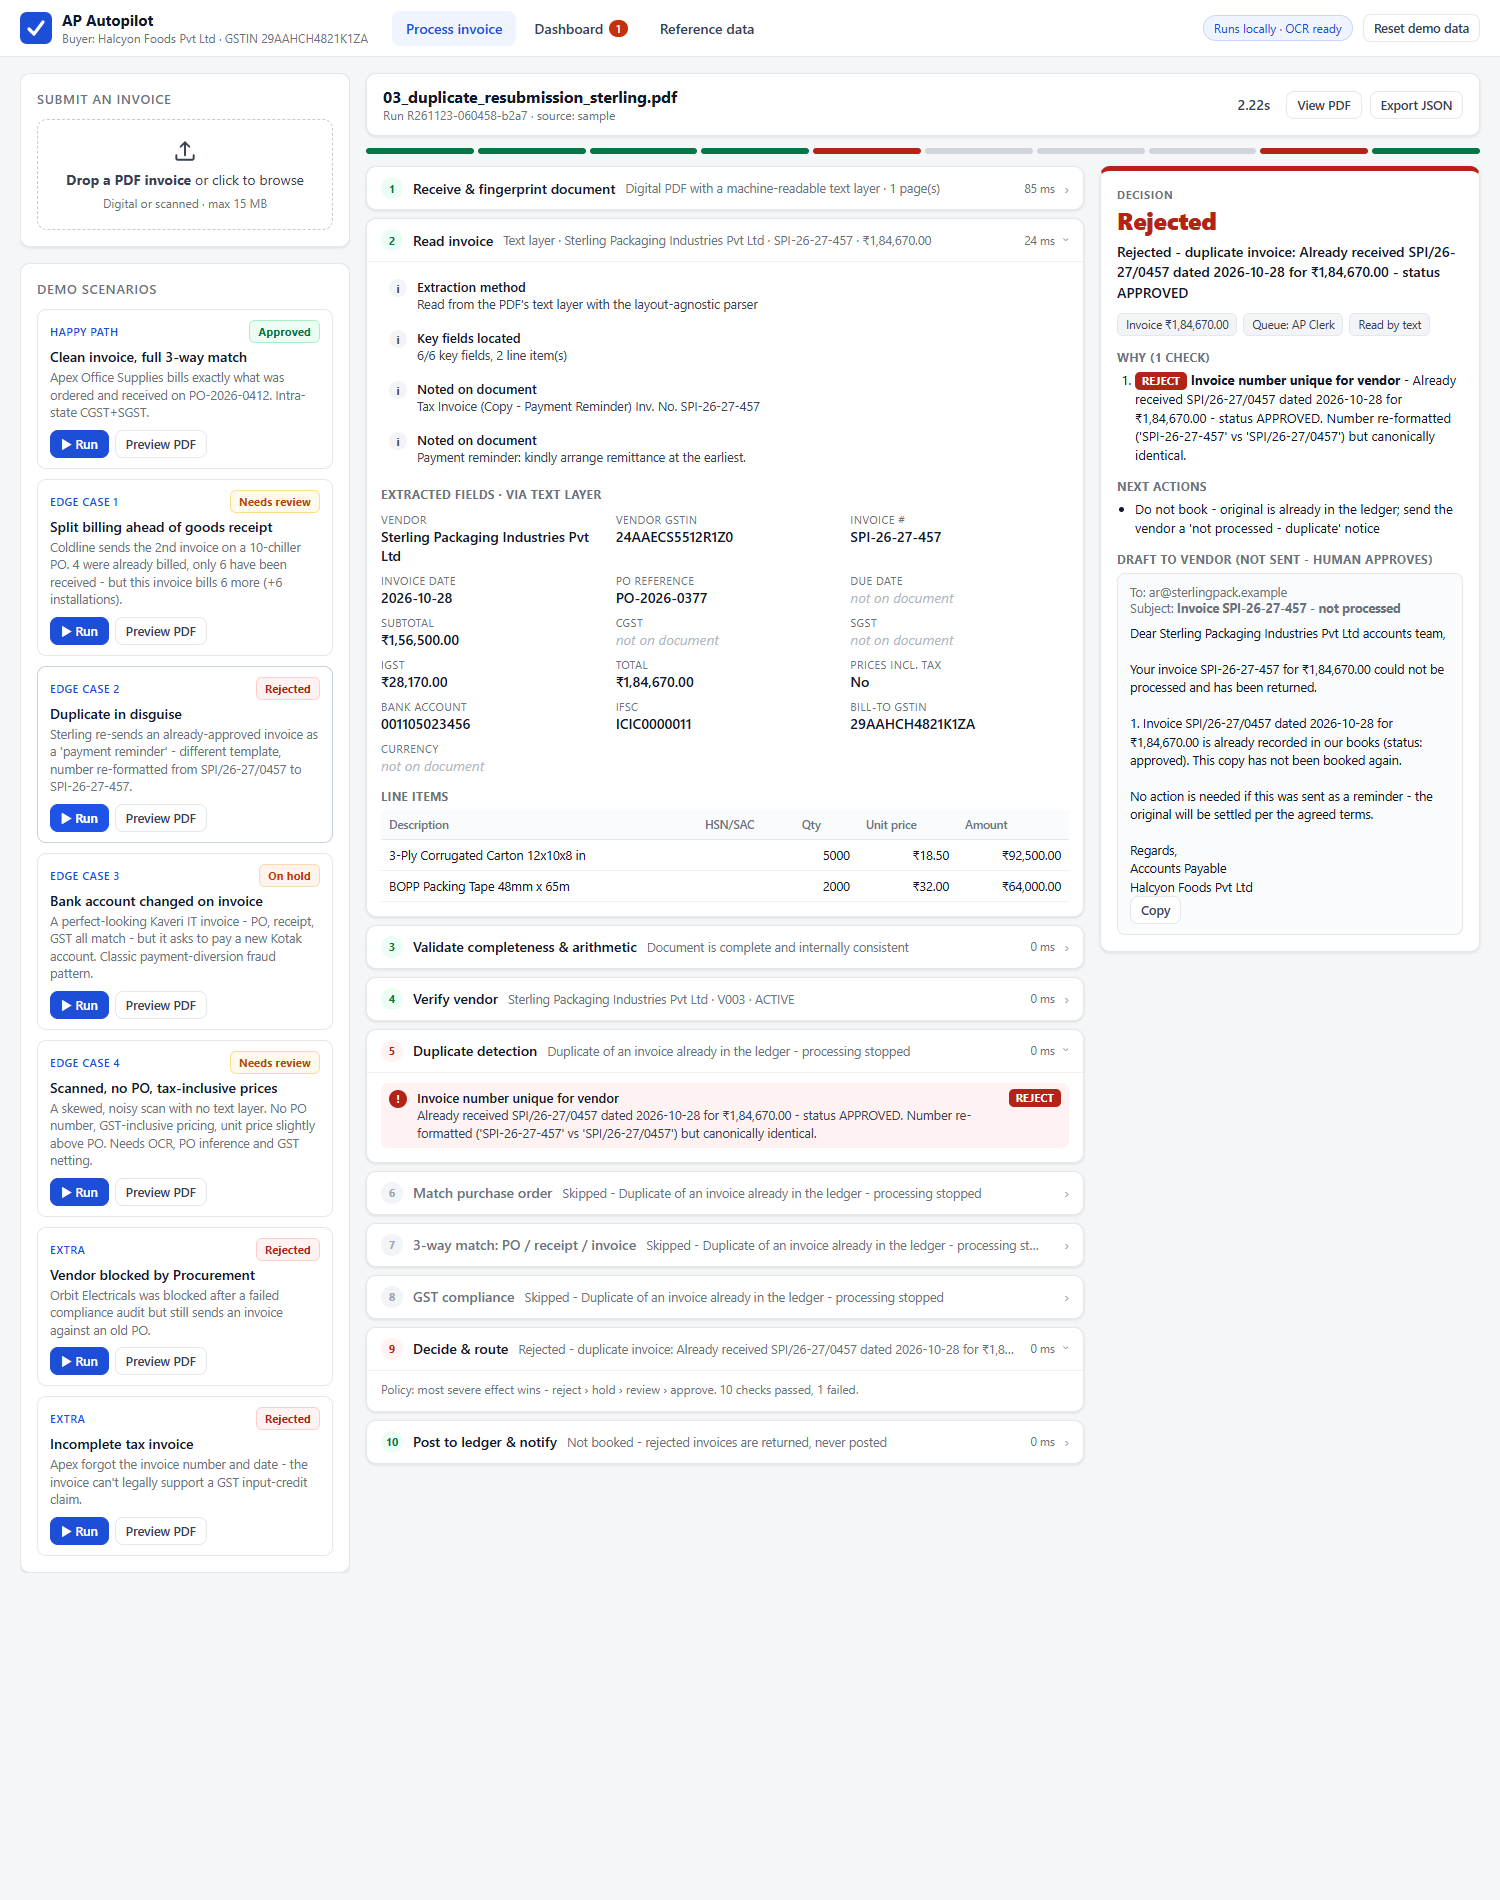 AP Autopilot
Buyer: Halcyon Foods Pvt Ltd · GSTIN 29AAHCH4821K1ZA
Process invoice
Dashboard 1
Reference data
Runs locally · OCR ready
Reset demo data
SUBMIT AN INVOICE
Drop a PDF invoice or click to browse
Digital or scanned · max 15 MB
DEMO SCENARIOS
HAPPY PATH
Approved
Clean invoice, full 3-way match
Apex Office Supplies bills exactly what was
ordered and received on PO-2026-0412. Intra-
state CGST+SGST.
▶ Run
Preview PDF
EDGE CASE 1
Needs review
Split billing ahead of goods receipt
Coldline sends the 2nd invoice on a 10-chiller
PO. 4 were already billed, only 6 have been
received - but this invoice bills 6 more (+6
installations).
▶ Run
Preview PDF
EDGE CASE 2
Rejected
Duplicate in disguise
Sterling re-sends an already-approved invoice as
a 'payment reminder' - different template,
number re-formatted from SPI/26-27/0457 to
SPI-26-27-457.
▶ Run
Preview PDF
EDGE CASE 3
On hold
Bank account changed on invoice
A perfect-looking Kaveri IT invoice - PO, receipt,
GST all match - but it asks to pay a new Kotak
account. Classic payment-diversion fraud
pattern.
▶ Run
Preview PDF
EDGE CASE 4
Needs review
Scanned, no PO, tax-inclusive prices
A skewed, noisy scan with no text layer. No PO
number, GST-inclusive pricing, unit price slightly
above PO. Needs OCR, PO inference and GST
netting.
▶ Run
Preview PDF
EXTRA
Rejected
Vendor blocked by Procurement
Orbit Electricals was blocked after a failed
compliance audit but still sends an invoice
against an old PO.
▶ Run
Preview PDF
EXTRA
Rejected
Incomplete tax invoice
Apex forgot the invoice number and date - the
invoice can't legally support a GST input-credit
claim.
▶ Run
Preview PDF
03_duplicate_resubmission_sterling.pdf
Run R261123-060458-b2a7 · source: sample
2.22s
View PDF
Export JSON
1 Receive & fingerprint document Digital PDF with a machine-readable text layer · 1 page(s) 85 ms
2 Read invoice Text layer · Sterling Packaging Industries Pvt Ltd · SPI-26-27-457 · ₹1,84,670.00 24 ms
i Extraction method
Read from the PDF's text layer with the layout-agnostic parser
i Key fields located
6/6 key fields, 2 line item(s)
i Noted on document
Tax Invoice (Copy - Payment Reminder) Inv. No. SPI-26-27-457
i Noted on document
Payment reminder: kindly arrange remittance at the earliest.
EXTRACTED FIELDS · VIA TEXT LAYER
VENDOR
Sterling Packaging Industries Pvt
Ltd
VENDOR GSTIN
24AAECS5512R1Z0
INVOICE #
SPI-26-27-457
INVOICE DATE
2026-10-28
PO REFERENCE
PO-2026-0377
DUE DATE
not on document
SUBTOTAL
₹1,56,500.00
CGST
not on document
SGST
not on document
IGST
₹28,170.00
TOTAL
₹1,84,670.00
PRICES INCL. TAX
No
BANK ACCOUNT
001105023456
IFSC
ICIC0000011
BILL-TO GSTIN
29AAHCH4821K1ZA
CURRENCY
not on document
LINE ITEMS
Description HSN/SAC Qty Unit price Amount
3-Ply Corrugated Carton 12x10x8 in 5000 ₹18.50 ₹92,500.00
BOPP Packing Tape 48mm x 65m 2000 ₹32.00 ₹64,000.00
3 Validate completeness & arithmetic Document is complete and internally consistent 0 ms
4 Verify vendor Sterling Packaging Industries Pvt Ltd · V003 · ACTIVE 0 ms
5 Duplicate detection Duplicate of an invoice already in the ledger - processing stopped 0 ms
! Invoice number unique for vendor REJECT
Already received SPI/26-27/0457 dated 2026-10-28 for ₹1,84,670.00 - status APPROVED. Number re-
formatted ('SPI-26-27-457' vs 'SPI/26-27/0457') but canonically identical.
6 Match purchase order Skipped - Duplicate of an invoice already in the ledger - processing stopped
7 3-way match: PO / receipt / invoice Skipped - Duplicate of an invoice already in the ledger - processing st...
8 GST compliance Skipped - Duplicate of an invoice already in the ledger - processing stopped
9 Decide & route Rejected - duplicate invoice: Already received SPI/26-27/0457 dated 2026-10-28 for ₹1,8... 0 ms
Policy: most severe effect wins - reject › hold › review › approve. 10 checks passed, 1 failed.
10 Post to ledger & notify Not booked - rejected invoices are returned, never posted 0 ms
DECISION
Rejected
Rejected - duplicate invoice: Already received SPI/26-
27/0457 dated 2026-10-28 for ₹1,84,670.00 - status
APPROVED
Invoice ₹1,84,670.00
Queue: AP Clerk
Read by text
WHY (1 CHECK)
1. REJECT Invoice number unique for vendor - Already
received SPI/26-27/0457 dated 2026-10-28 for
₹1,84,670.00 - status APPROVED. Number re-formatted
('SPI-26-27-457' vs 'SPI/26-27/0457') but canonically
identical.
NEXT ACTIONS
• Do not book - original is already in the ledger; send the
vendor a 'not processed - duplicate' notice
DRAFT TO VENDOR (NOT SENT - HUMAN APPROVES)
To: ar@sterlingpack.example
Subject: Invoice SPI-26-27-457 - not processed
Dear Sterling Packaging Industries Pvt Ltd accounts team,
Your invoice SPI-26-27-457 for ₹1,84,670.00 could not be
processed and has been returned.
1. Invoice SPI/26-27/0457 dated 2026-10-28 for
₹1,84,670.00 is already recorded in our books (status:
approved). This copy has not been booked again.
No action is needed if this was sent as a reminder - the
original will be settled per the agreed terms.
Regards,
Accounts Payable
Halcyon Foods Pvt Ltd
Copy